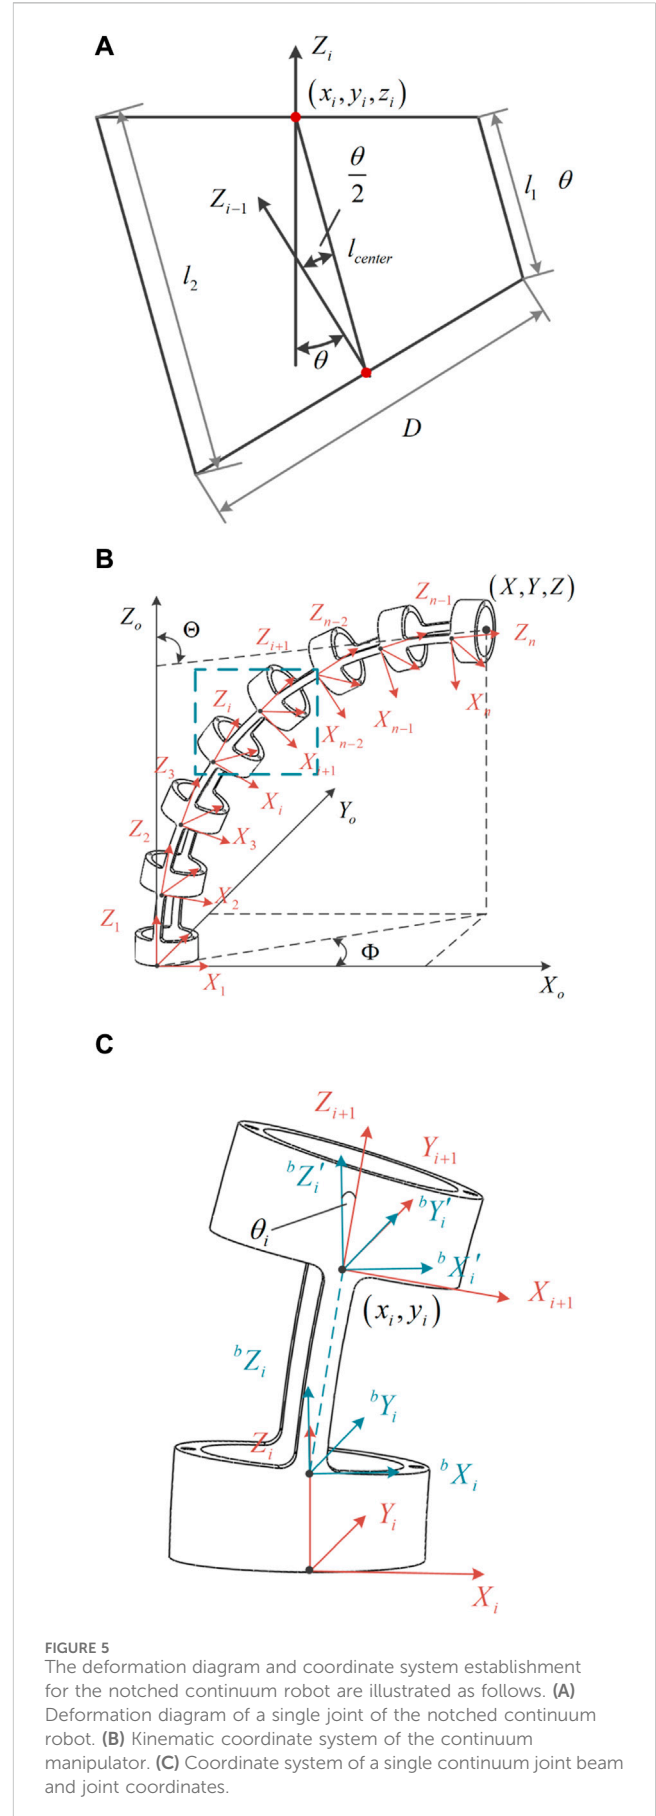 A
Z_i
(x_i, y_i, z_i)
θ/2
Z_{i-1}
l_1 θ
l_{center}
l_2
θ
D
B
(X,Y,Z)
Z_o
Θ
Z_{n-2}
Z_{n-1}
Z_n
Z_{i+1}
Z_i
X_n
X_{n-1}
X_{n-2}
X_{i+1}
Z_3
X_i
Y_o
Z_2
X_3
X_2
Z_1
Φ
X_1
X_o
C
Z_{i+1}
Y_{i+1}
^bZ_i'
^bY_i'
θ_i
^bX_i'
X_{i+1}
(x_i, y_i)
^bZ_i
^bY_i
Z_i
^bX_i
Y_i
X_i
FIGURE 5
The deformation diagram and coordinate system establishment
for the notched continuum robot are illustrated as follows. (A)
Deformation diagram of a single joint of the notched continuum
robot. (B) Kinematic coordinate system of the continuum
manipulator. (C) Coordinate system of a single continuum joint beam
and joint coordinates.